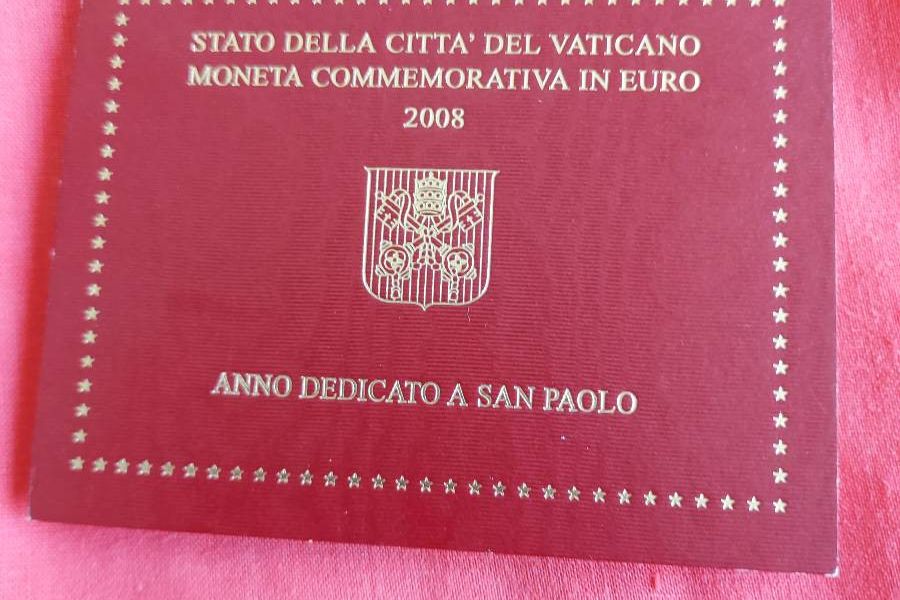 STATO DELLA CITTA' DEL VATICANO
MONETA COMMEMORATIVA IN EURO
2008
ANNO DEDICATO A SAN PAOLO